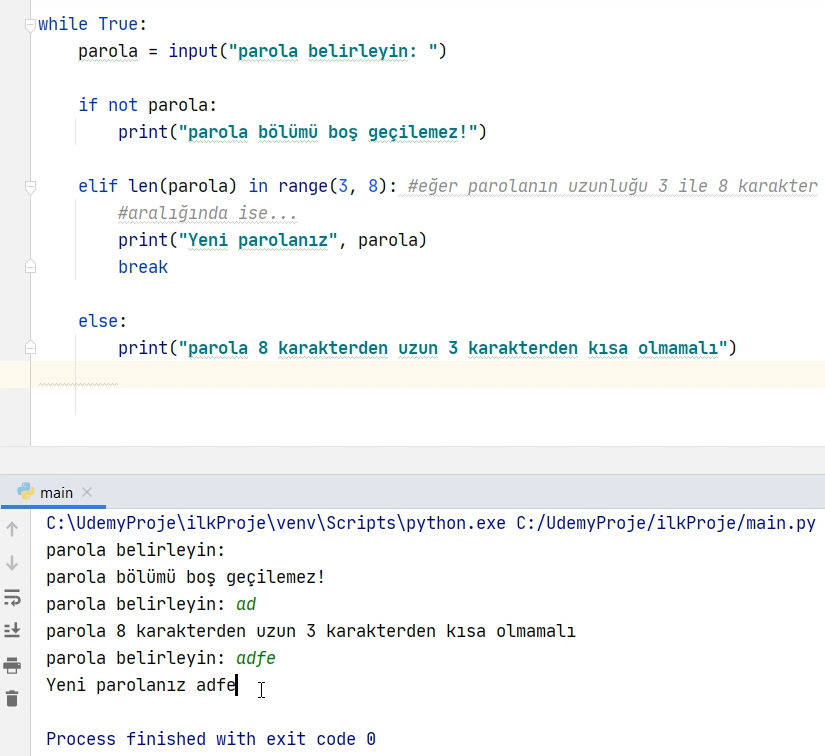 while True:
parola = input("parola belirleyin: ")
if not parola:
print("parola bölümü boş geçilemez!")
elif len(parola) in range(3, 8): #eğer parolanın uzunluğu 3 ile 8 karakter
#aralığında ise...
print("Yeni parolanız", parola)
break
else:
print("parola 8 karakterden uzun 3 karakterden kısa olmamalı")
main
C:\UdemyProje\ilkProje\venv\Scripts\python.exe C:/UdemyProje/ilkProje/main.py
parola belirleyin:
parola bölümü boş geçilemez!
parola belirleyin: ad
parola 8 karakterden uzun 3 karakterden kısa olmamalı
parola belirleyin: adfe
Yeni parolanız adfe
Process finished with exit code 0